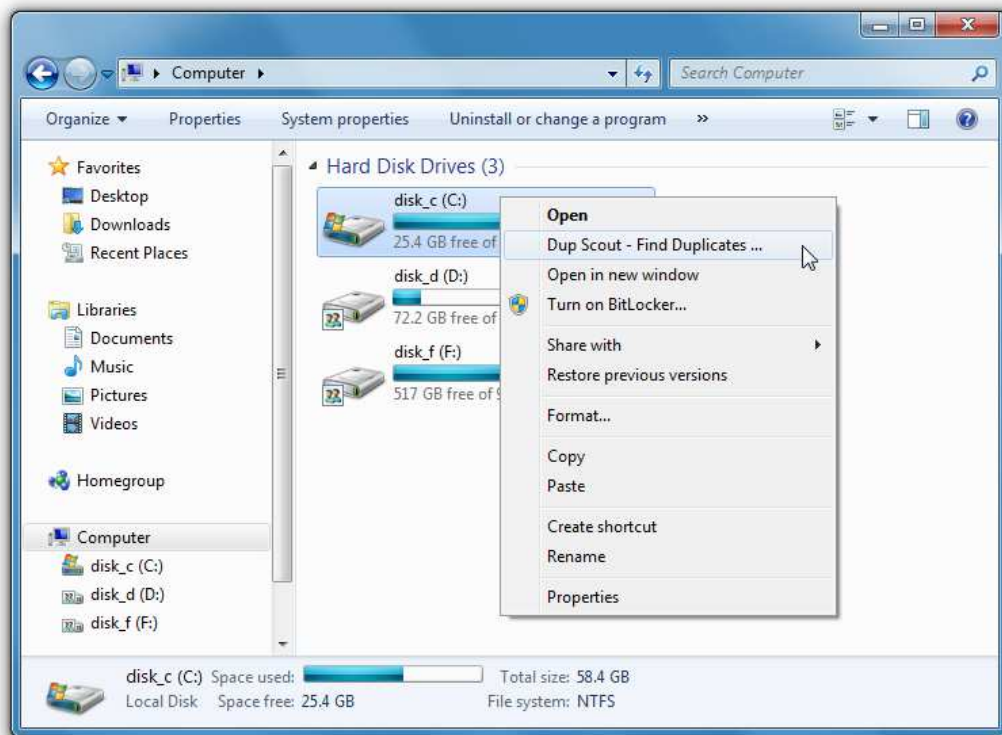 Computer
Search Computer
Organize Properties System properties Uninstall or change a program »
Favorites
Desktop
Downloads
Recent Places
Libraries
Documents
Music
Pictures
Videos
Homegroup
Computer
disk_c (C:)
disk_d (D:)
disk_f (F:)
Hard Disk Drives (3)
disk_c (C:)
25.4 GB free of
disk_d (D:)
72.2 GB free of
disk_f (F:)
517 GB free of
Open
Dup Scout - Find Duplicates ...
Open in new window
Turn on BitLocker...
Share with
Restore previous versions
Format...
Copy
Paste
Create shortcut
Rename
Properties
disk_c (C:) Space used: Total size: 58.4 GB
Local Disk Space free: 25.4 GB File system: NTFS